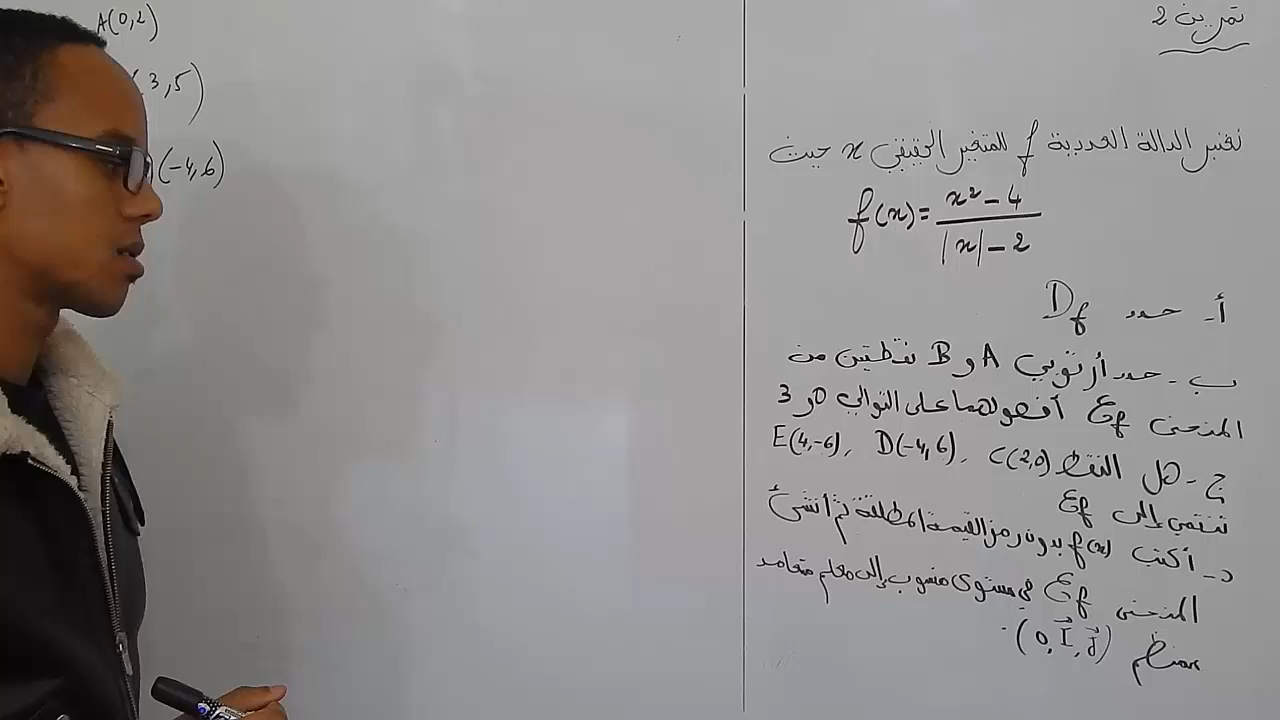 تمرين 2
نعتبر الدالة العددية f للمتغير الحقيقي x حيث
f(x) = \frac{x² - 4}{|x| - 2}
أ- حدد D_f
ب- حدد أرتوبي A و B نقطتين من
المنحنى 𝒞f أفصولهما على التوالي 0 و 3
ج- هل النقط C(2,0) , D(-4,6) , E(4,-6)
تنتمي إلى 𝒞f
د- أكتب f(x) بدون رمز القيمة المطلقة ثم أنشئ
المنحنى 𝒞f في مستوى منسوب إلى معلم متعامد
ممنظم (O, I⃗, J⃗).
A(0,2)
(3,5)
(-4,6)